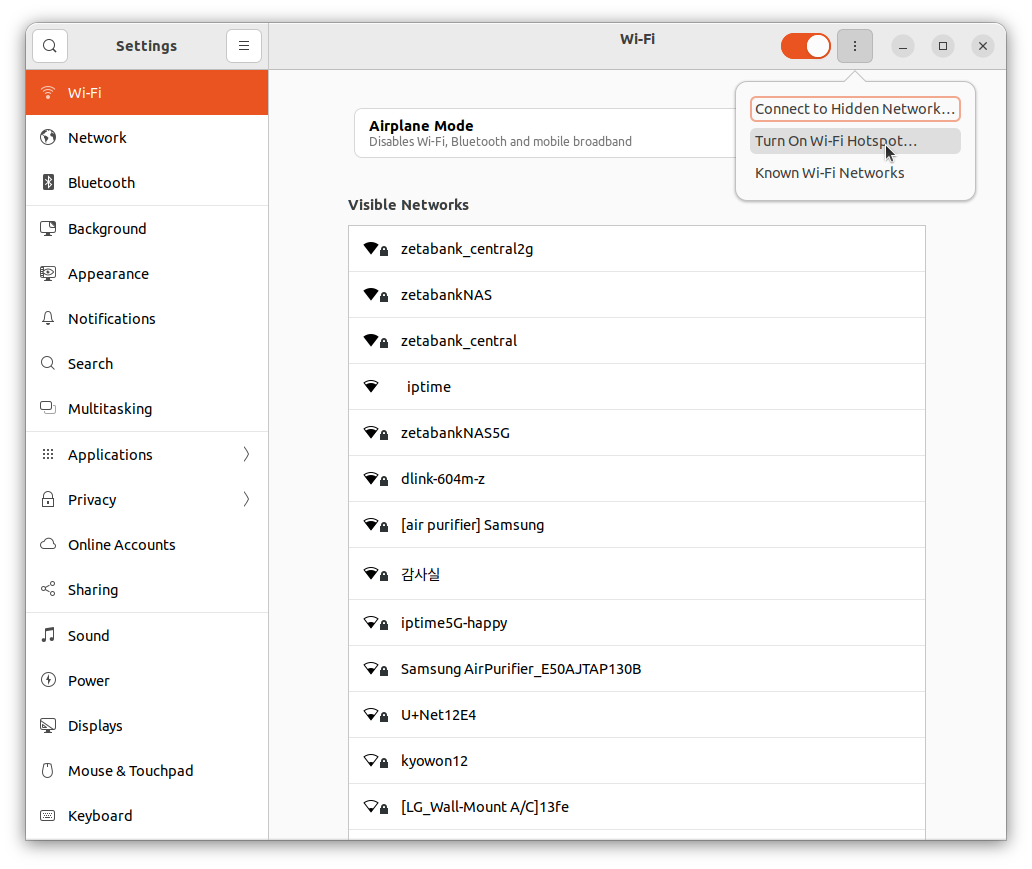 Settings
Wi-Fi
Wi-Fi
Network
Bluetooth
Background
Appearance
Notifications
Search
Multitasking
Applications
Privacy
Online Accounts
Sharing
Sound
Power
Displays
Mouse & Touchpad
Keyboard
Connect to Hidden Network…
Turn On Wi-Fi Hotspot…
Known Wi-Fi Networks
Airplane Mode
Disables Wi-Fi, Bluetooth and mobile broadband
Visible Networks
zetabank_central2g
zetabankNAS
zetabank_central
iptime
zetabankNAS5G
dlink-604m-z
[air purifier] Samsung
감사실
iptime5G-happy
Samsung AirPurifier_E50AJTAP130B
U+Net12E4
kyowon12
[LG_Wall-Mount A/C]13fe